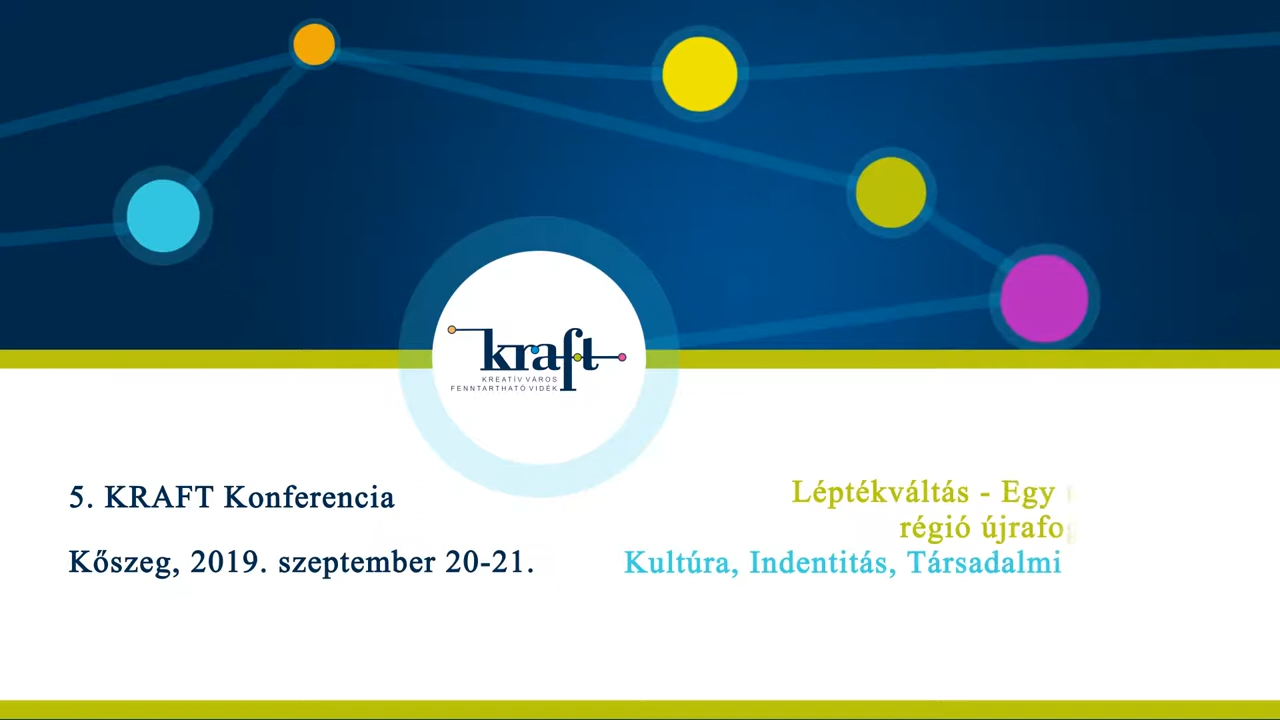 kraft
KREATÍV VÁROS
FENNTARTHATÓ VIDÉK
5. KRAFT Konferencia
Kőszeg, 2019. szeptember 20-21.
Léptékváltás - Egy
régió
Kultúra, Indentitás, Társadalmi